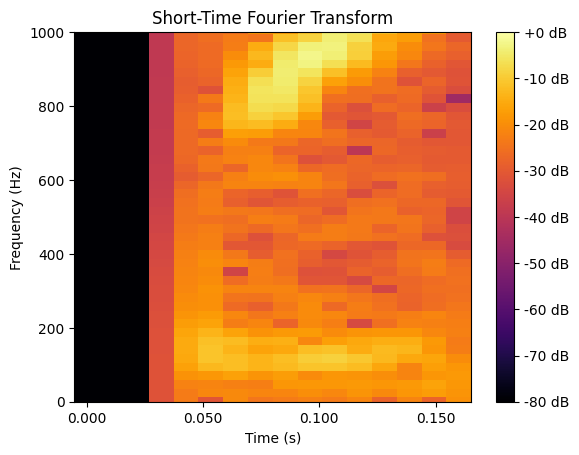 Short-Time Fourier Transform
1000
800
600
400
200
0
Frequency (Hz)
0.000
0.050
0.100
0.150
Time (s)
+0 dB
-10 dB
-20 dB
-30 dB
-40 dB
-50 dB
-60 dB
-70 dB
-80 dB